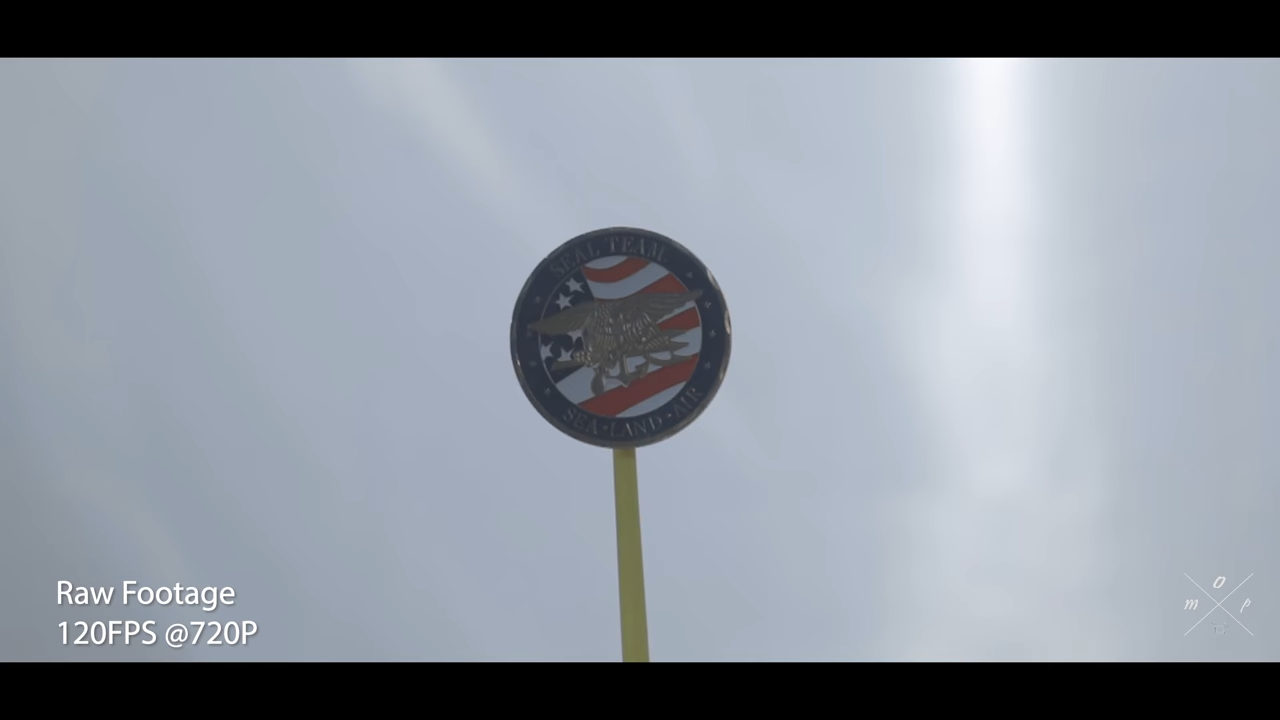 SEAL TEAM
SEA • LAND • AIR
Raw Footage
120FPS @720P
o
m p